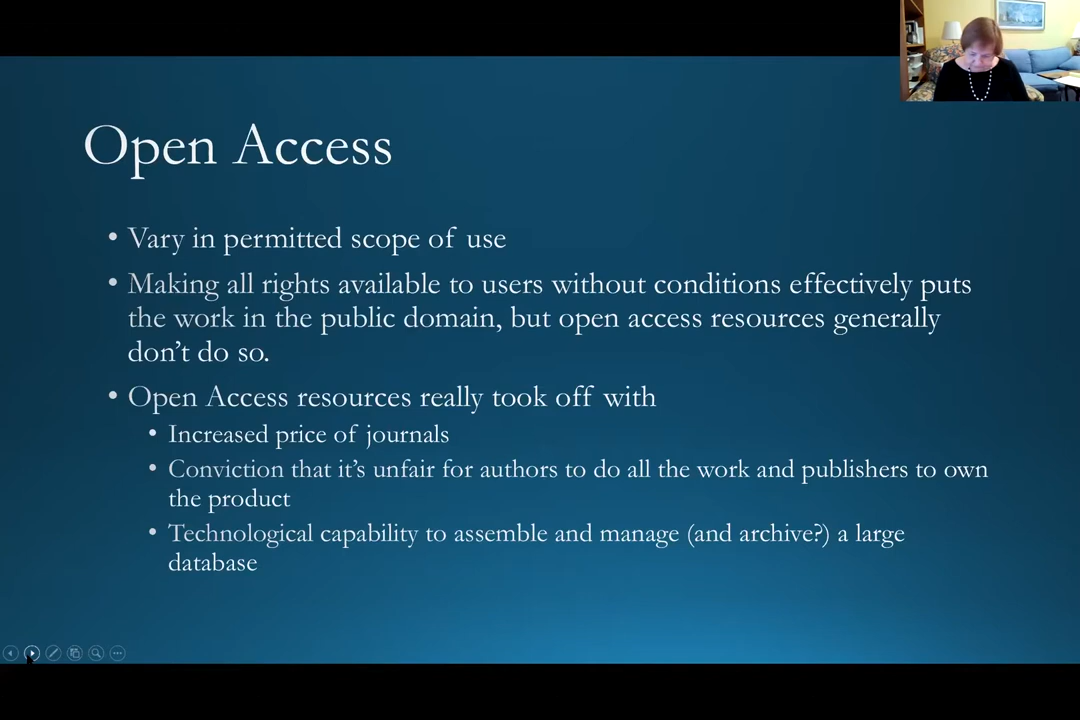 Open Access
• Vary in permitted scope of use
• Making all rights available to users without conditions effectively puts
the work in the public domain, but open access resources generally
don’t do so.
• Open Access resources really took off with
• Increased price of journals
• Conviction that it’s unfair for authors to do all the work and publishers to own
the product
• Technological capability to assemble and manage (and archive?) a large
database